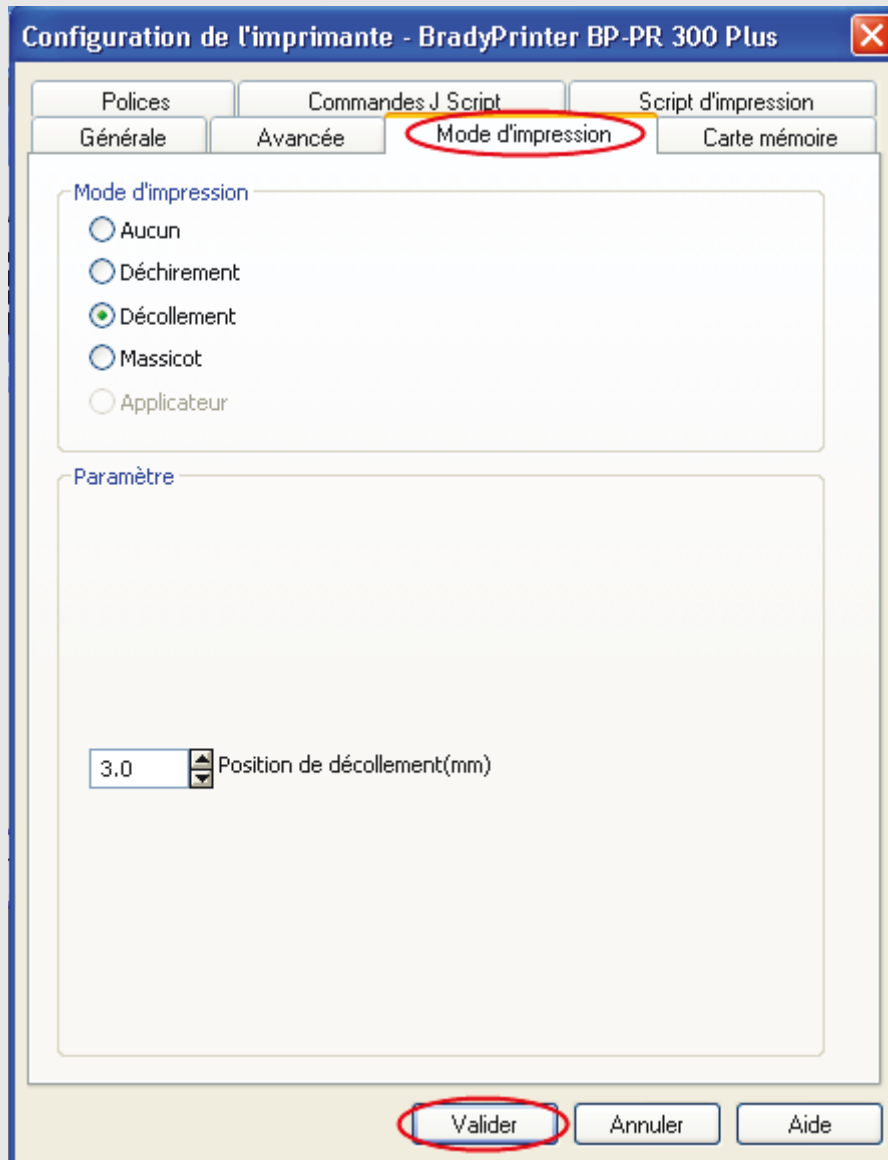 Configuration de l'imprimante - BradyPrinter BP-PR 300 Plus
Polices Commandes J Script Script d'impression
Générale Avancée Mode d'impression Carte mémoire
Mode d'impression
Aucun
Déchirement
Décollement
Massicot
Applicateur
Paramètre
3.0 Position de décollement(mm)
Valider Annuler Aide